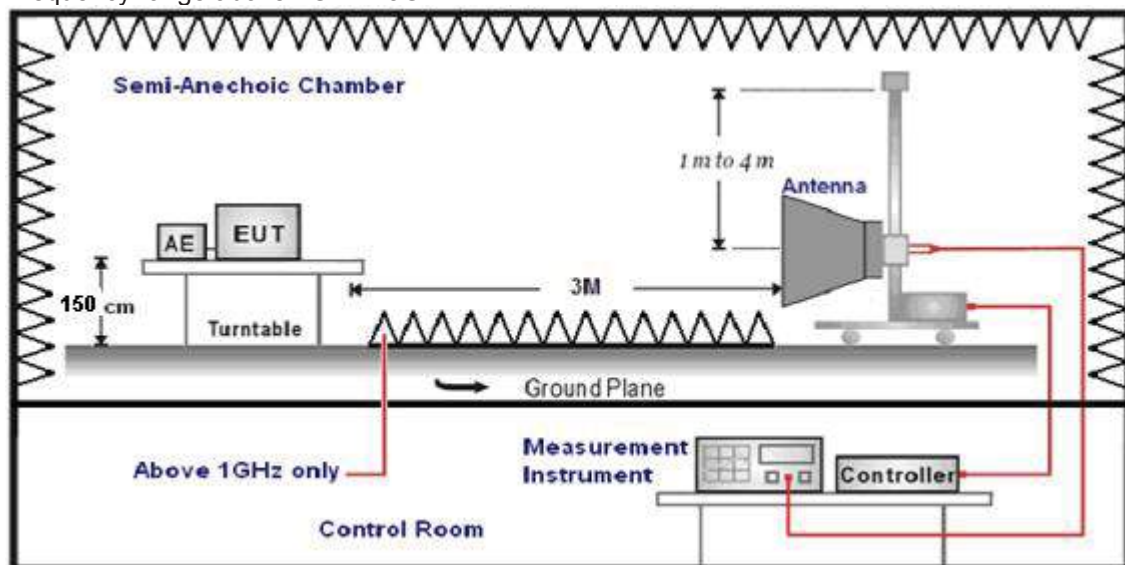 Semi-Anechoic Chamber
1 m to 4 m
Antenna
AE
EUT
3M
150 cm
Turntable
Ground Plane
Above 1GHz only
Measurement
Instrument
Controller
Control Room